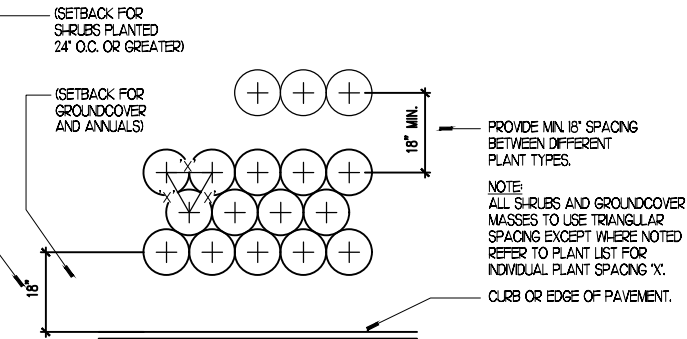 (SETBACK FOR
SHRUBS PLANTED
24" O.C. OR GREATER)
(SETBACK FOR
GROUNDCOVER
AND ANNUALS)
18" MIN.
PROVIDE MIN. 18" SPACING
BETWEEN DIFFERENT
PLANT TYPES.
NOTE:
ALL SHRUBS AND GROUNDCOVER
MASSES TO USE TRIANGULAR
SPACING EXCEPT WHERE NOTED
REFER TO PLANT LIST FOR
INDIVIDUAL PLANT SPACING "X".
"X"
"X" "X"
18"
CURB OR EDGE OF PAVEMENT.